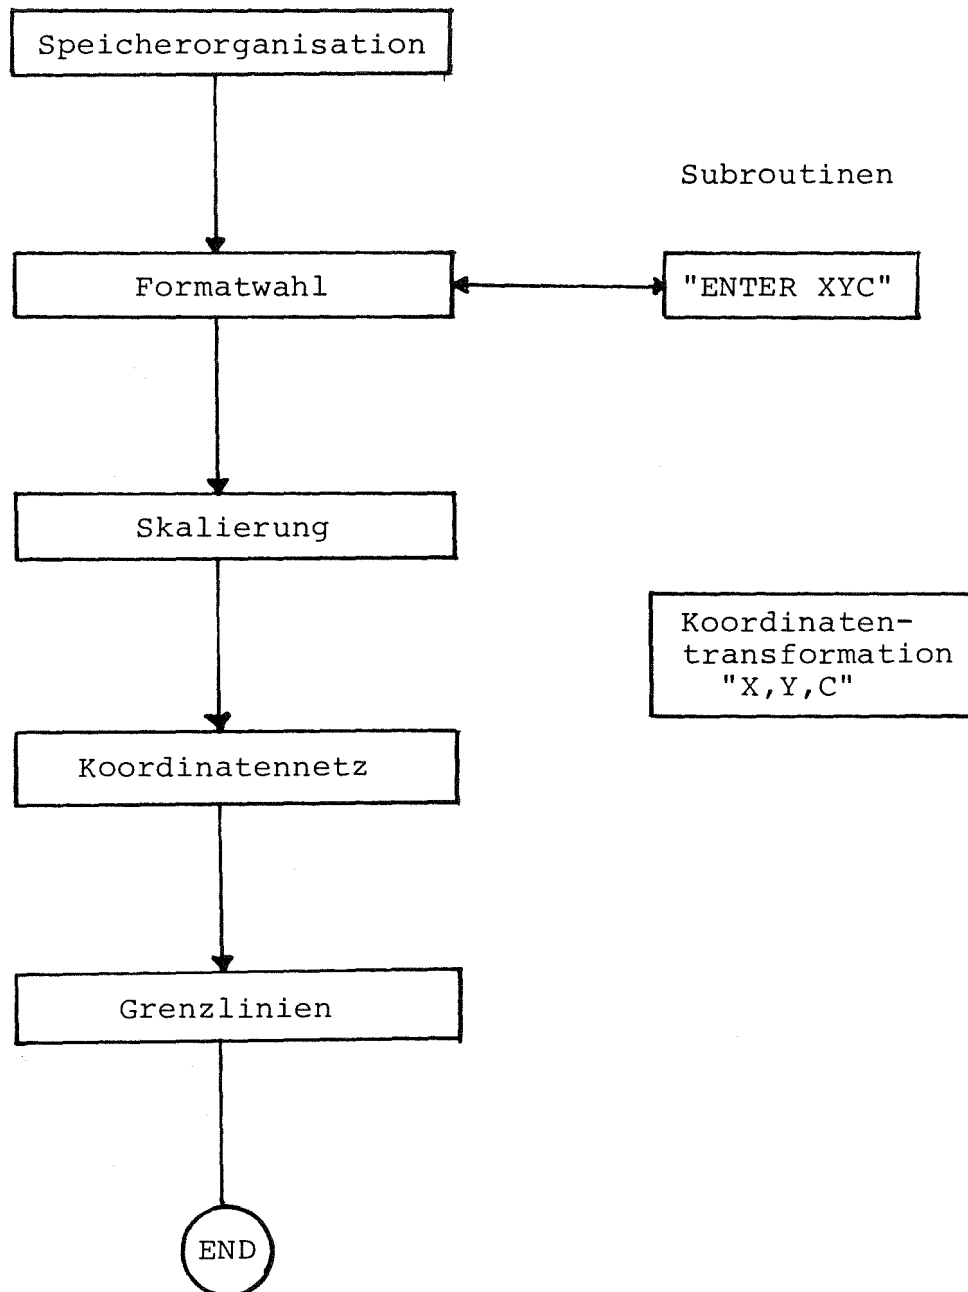 Speicherorganisation
Subroutinen
Formatwahl
"ENTER XYC"
Skalierung
Koordinaten-
transformation
"X,Y,C"
Koordinatennetz
Grenzlinien
END